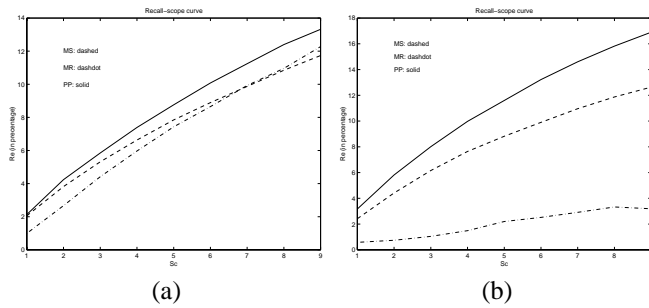 Recall−scope curve
14
12
10
8
6
4
2
0
Re (in precentage)
MS: dashed
MR: dashdot
PP: solid
1 2 3 4 5 6 7 8 9
Sc
(a)
Recall−scope curve
18
16
14
12
10
8
6
4
2
0
Re (in precentage)
MS: dashed
MR: dashdot
PP: solid
1 2 3 4 5 6 7 8
Sc
(b)